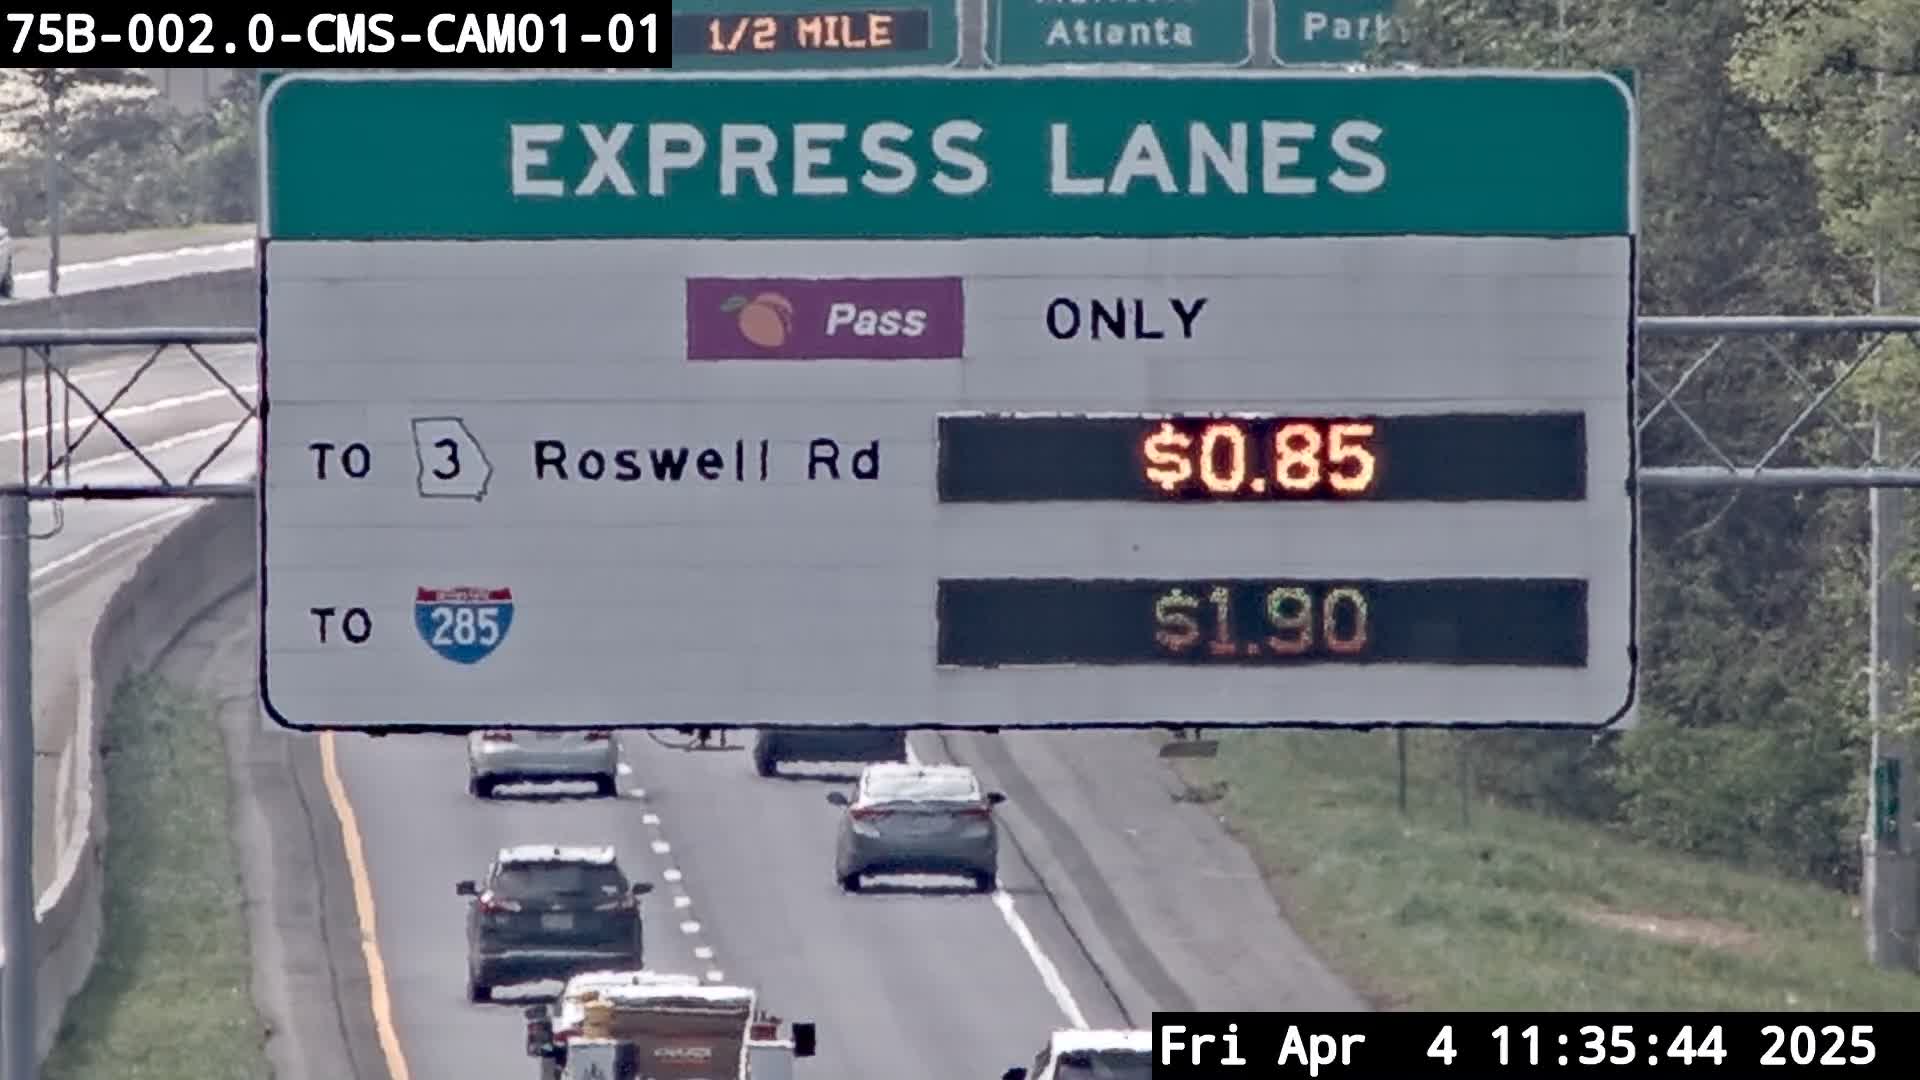 75B-002.0-CMS-CAM01-01
1/2 MILE
Atlanta
Park
EXPRESS LANES
Pass ONLY
TO 3 Roswell Rd $0.85
TO 285 $1.90
Fri Apr 4 11:35:44 2025